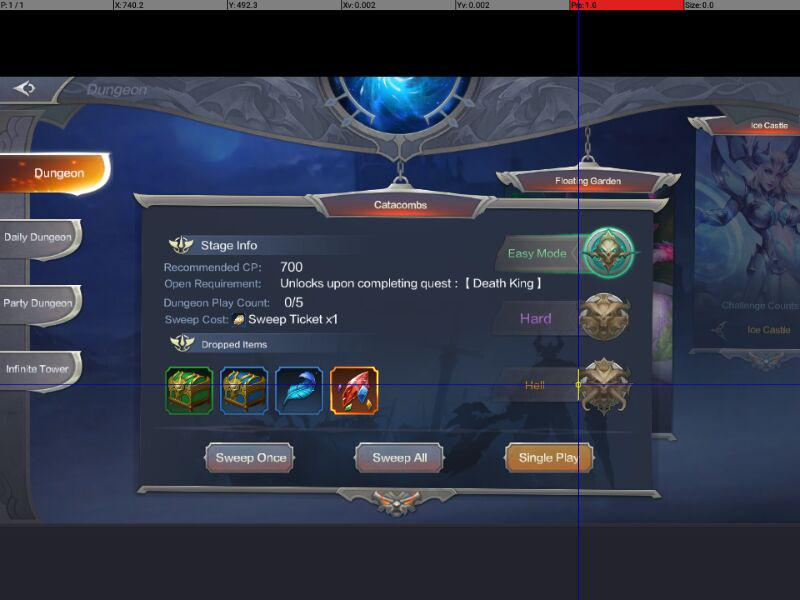 P: 1 / 1 X: 740.2 Y: 492.3 Xv: 0.002 Yv: 0.002 Prs: 1.0 Size: 0.0
Dungeon
Ice Castle
Dungeon
Floating Garden
Catacombs
Daily Dungeon
Stage Info
Easy Mode
Recommended CP: 700
Open Requirement: Unlocks upon completing quest : [ Death King ]
Party Dungeon
Dungeon Play Count: 0/5
Challenge Counts
Sweep Cost: Sweep Ticket x1
Hard
Ice Castle
Dropped Items
Infinite Tower
Hell
Sweep Once
Sweep All
Single Play